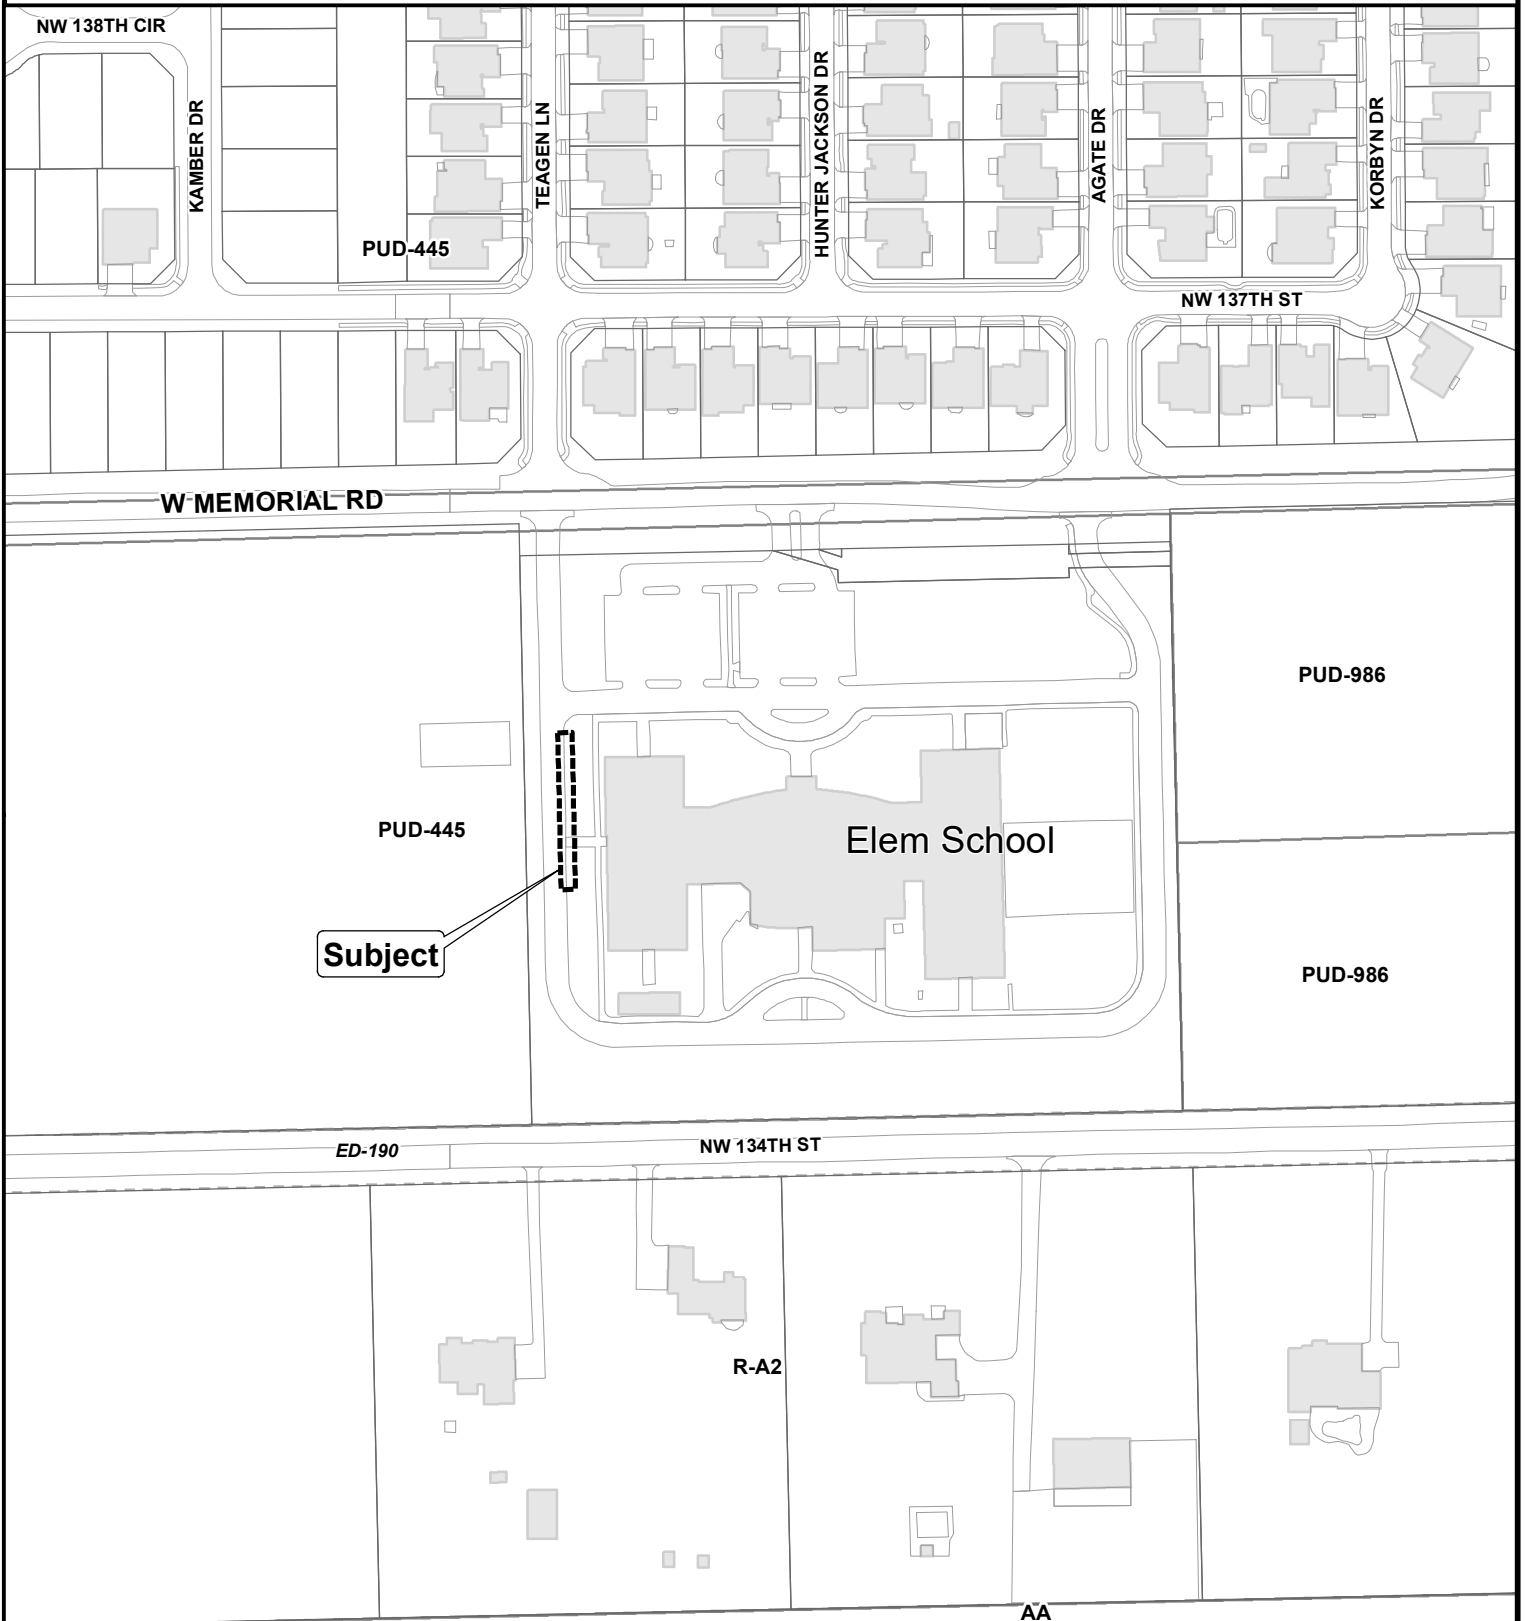 NW 138TH CIR
KAMBER DR
TEAGEN LN
HUNTER JACKSON DR
AGATE DR
KORBYN DR
PUD-445
NW 137TH ST
W MEMORIAL RD
PUD-986
PUD-445
Elem School
Subject
PUD-986
ED-190
NW 134TH ST
R-A2
AA